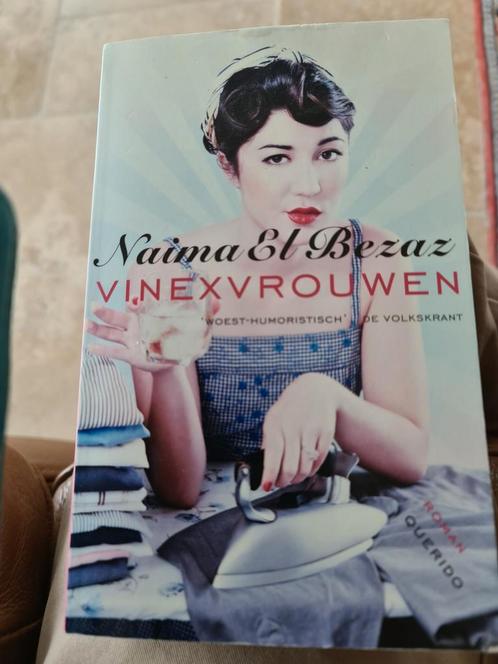 Naima El Bezaz
VINEXVROUWEN
'WOEST-HUMORISTISCH' DE VOLKSKRANT
ROMAN
QUERIDO